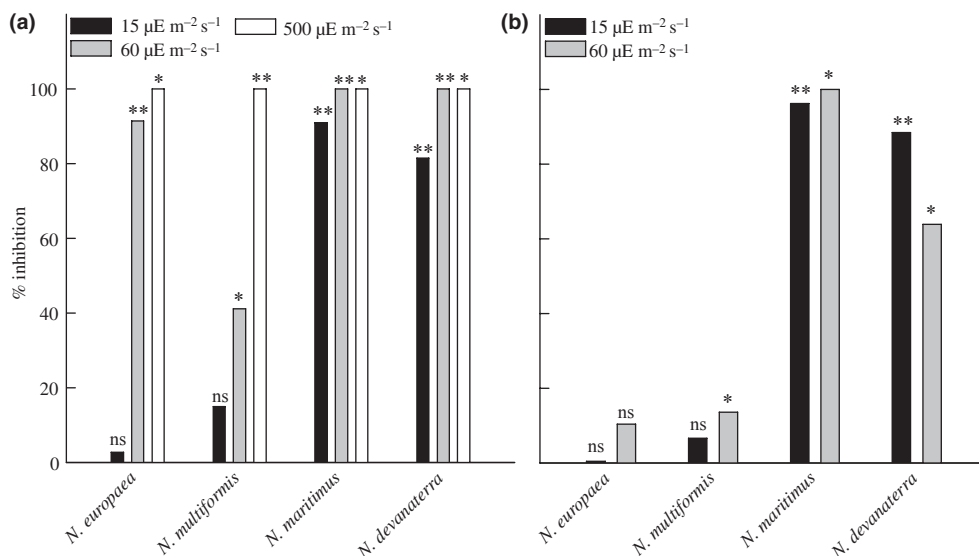 (a)
15 µE m⁻² s⁻¹
500 µE m⁻² s⁻¹
60 µE m⁻² s⁻¹
% inhibition
100
80
60
40
20
0
ns
**
*
ns
*
**
**
**
*
**
**
*
N. europaea
N. multiformis
N. maritimus
N. devanaterra
(b)
15 µE m⁻² s⁻¹
60 µE m⁻² s⁻¹
ns
ns
ns
*
**
*
**
*
N. europaea
N. multiformis
N. maritimus
N. devanaterra